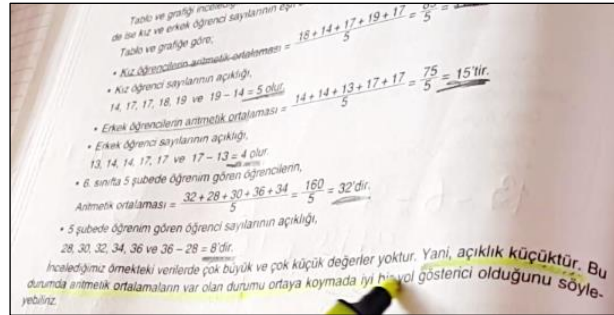 Tablo ve grafiği incelediğ
de ise kız ve erkek öğrenci sayılarının eşit
Tablo ve grafiğe göre;
• Kız öğrencilerin aritmetik ortalaması = 18 + 14 + 17 + 19 + 17 / 5 = 85 / 5 =
• Kız öğrenci sayılarının açıklığı,
14, 17, 17, 18, 19 ve 19 – 14 = 5 olur.
• Erkek öğrencilerin aritmetik ortalaması = 14 + 14 + 13 + 17 + 17 / 5 = 75 / 5 = 15'tir.
• Erkek öğrenci sayılarının açıklığı,
13, 14, 14, 17, 17 ve 17 – 13 = 4 olur.
• 6. sınıfta 5 şubede öğrenim gören öğrencilerin,
Aritmetik ortalaması = 32 + 28 + 30 + 36 + 34 / 5 = 160 / 5 = 32'dir.
• 5 şubede öğrenim gören öğrenci sayılarının açıklığı,
28, 30, 32, 34, 36 ve 36 – 28 = 8'dir.
İncelediğimiz örnekteki verilerde çok büyük ve çok küçük değerler yoktur. Yani, açıklık küçüktür. Bu
durumda aritmetik ortalamaların var olan durumu ortaya koymada iyi bir yol gösterici olduğunu söyle-
yebiliriz.